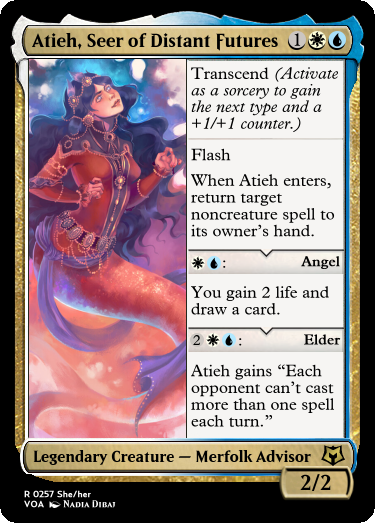 Atieh, Seer of Distant Futures 1
Transcend (Activate
as a sorcery to gain
the next type and a
+1/+1 counter.)
Flash
When Atieh enters,
return target
noncreature spell to
its owner's hand.
: Angel
You gain 2 life and
draw a card.
2 : Elder
Atieh gains “Each
opponent can't cast
more than one spell
each turn.”
Legendary Creature — Merfolk Advisor
2/2
R 0257 She/her
VOA Nadia Dibaj